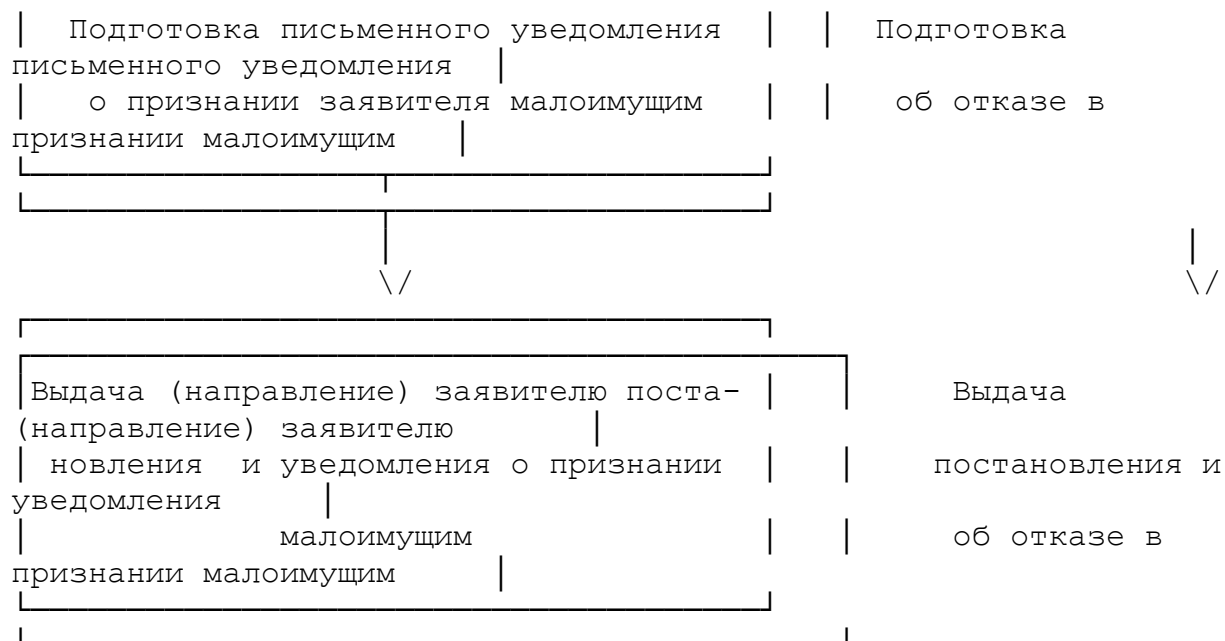 │ Подготовка письменного уведомления │ │ Подготовка
письменного уведомления │
│ о признании заявителя малоимущим │ │ об отказе в
признании малоимущим │
\/ \/
│Выдача (направление) заявителю поста- │ │ Выдача
(направление) заявителю │
│ новления и уведомления о признании │ │ постановления и
уведомления │
│ малоимущим │ │ об отказе в
признании малоимущим │